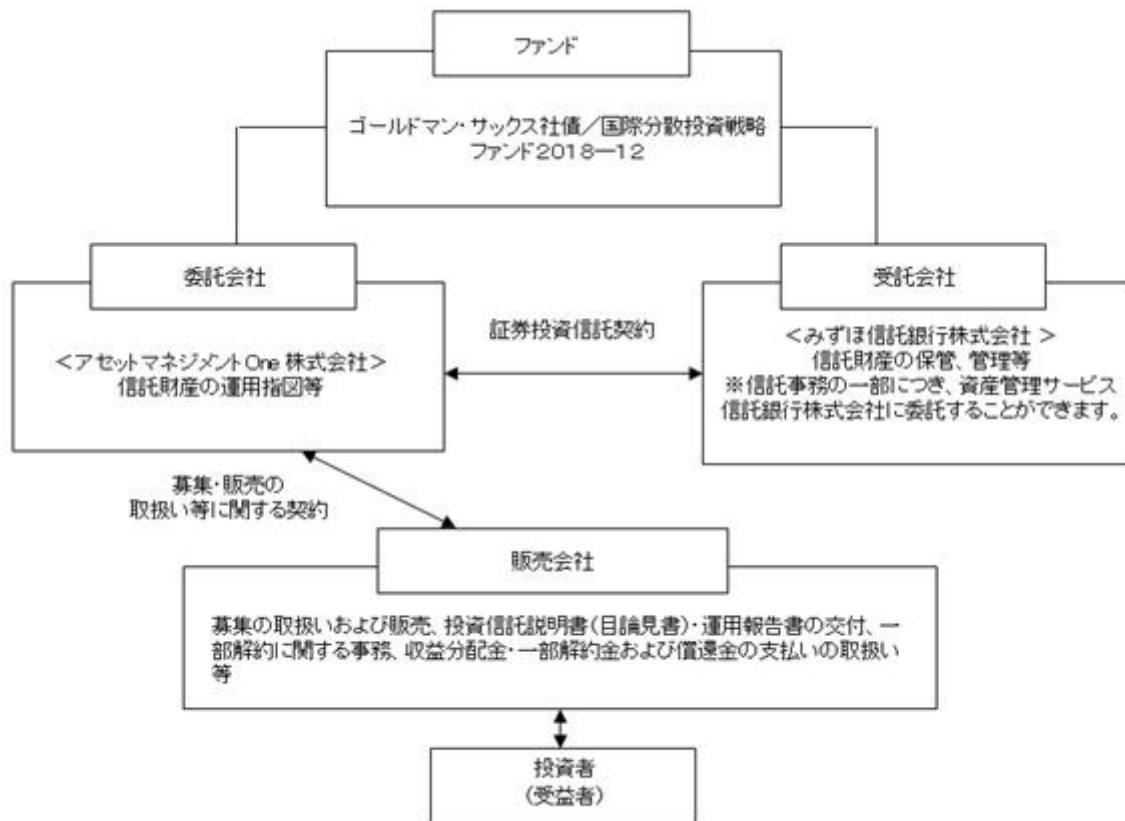 ファンド
ゴールドマン・サックス社債／国際分散投資戦略
ファンド２０１８―１２
委託会社
＜アセットマネジメントOne 株式会社＞
信託財産の運用指図等
証券投資信託契約
受託会社
＜みずほ信託銀行株式会社 ＞
信託財産の保管、管理等
※信託事務の一部につき、資産管理サービス
信託銀行株式会社に委託することができます。
募集・販売の
取扱い等に関する契約
販売会社
募集の取扱いおよび販売、投資信託説明書（目論見書）・運用報告書の交付、一
部解約に関する事務、収益分配金・一部解約金および償還金の支払いの取扱い
等
投資者
（受益者）